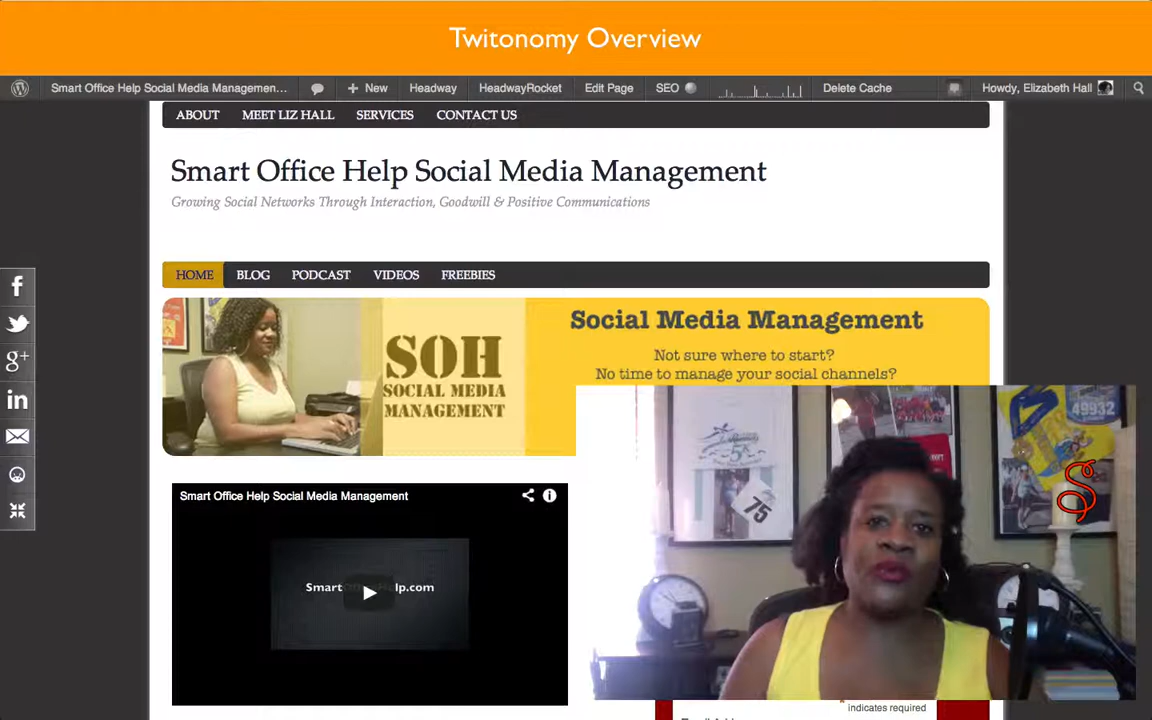 Twitonomy Overview
Smart Office Help Social Media Managemen...
New
Headway
HeadwayRocket
Edit Page
SEO
Delete Cache
Howdy, Elizabeth Hall
ABOUT
MEET LIZ HALL
SERVICES
CONTACT US
Smart Office Help Social Media Management
Growing Social Networks Through Interaction, Goodwill & Positive Communications
HOME
BLOG
PODCAST
VIDEOS
FREEBIES
SOH
SOCIAL MEDIA
MANAGEMENT
Social Media Management
Not sure where to start?
No time to manage your social channels?
Smart Office Help Social Media Management
49932
75
indicates required